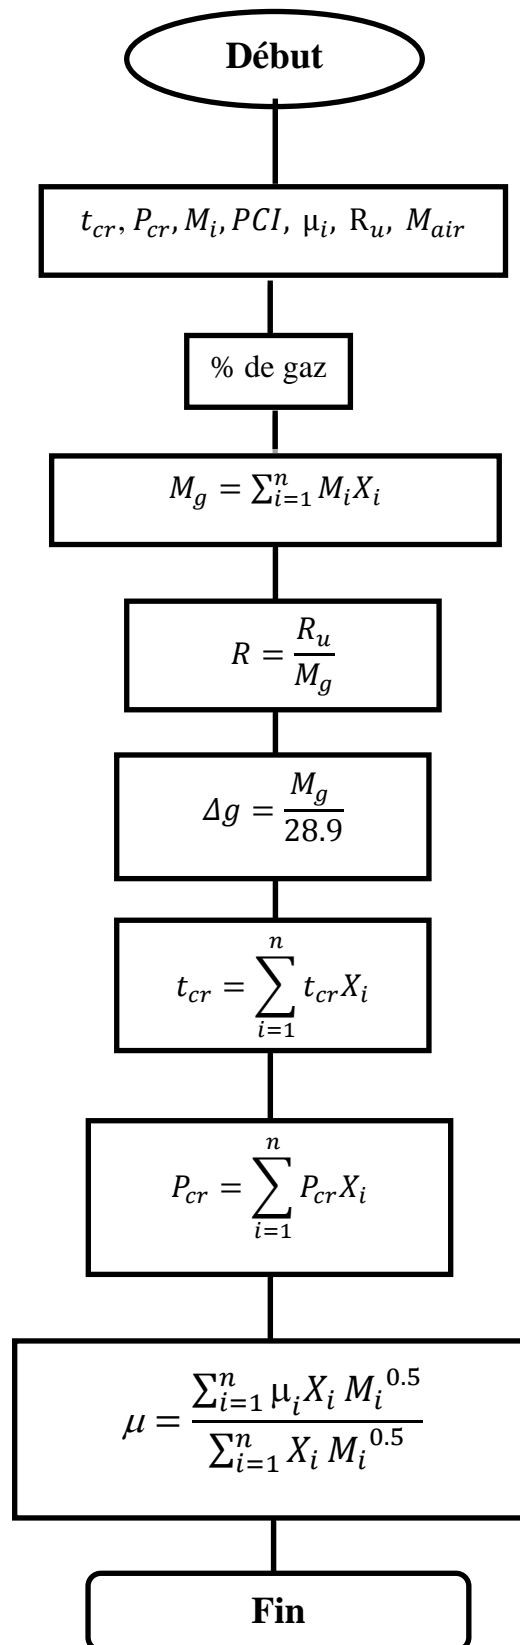 Début
t_cr, P_cr, M_i, PCI, μ_i, R_u, M_air
% de gaz
M_g = ∑_{i=1}^{n} M_i X_i
R = R_u / M_g
Δg = M_g / 28.9
t_cr = ∑_{i=1}^{n} t_cr X_i
P_cr = ∑_{i=1}^{n} P_cr X_i
μ = ∑_{i=1}^{n} μ_i X_i M_i^{0.5} / ∑_{i=1}^{n} X_i M_i^{0.5}
Fin